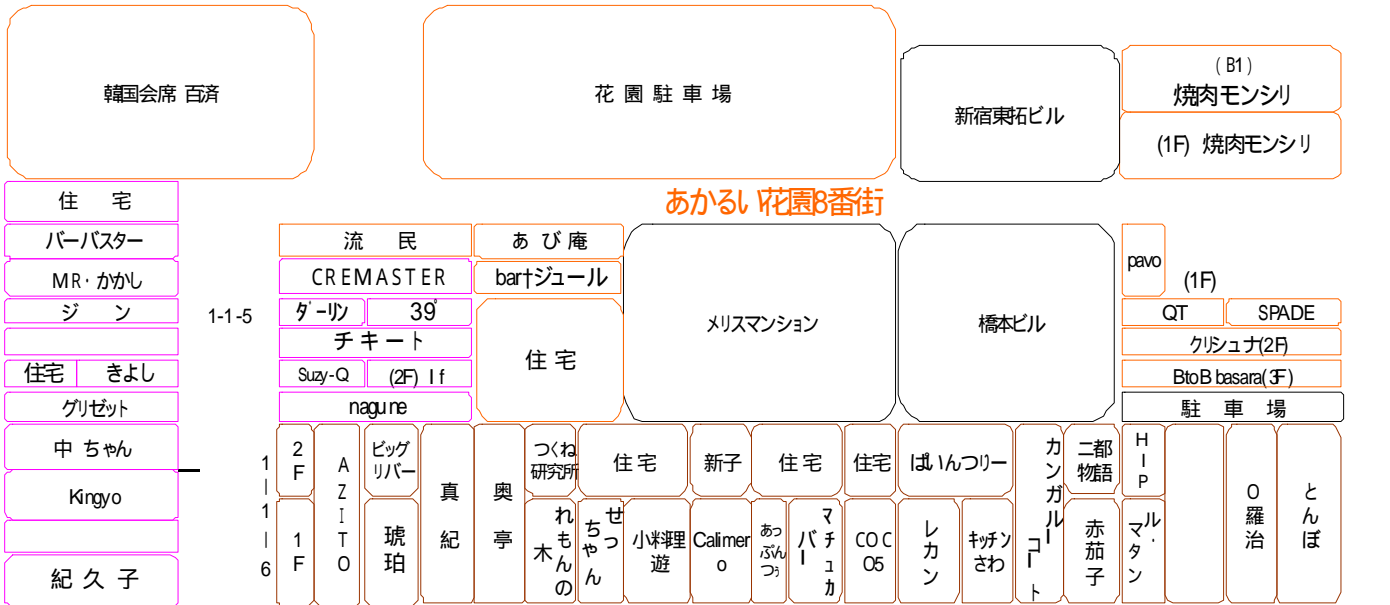 韓国会席 百済
花園駐車場
新宿東拓ビル
(B1)
焼肉モンシリ
(1F) 焼肉モンシリ
あかるい花園8番街
住 宅
バーバスター
MR・かかし
ジ ン
住宅
きよし
グリゼット
中 ちゃん
Kingyo
紀久子
1-1-5
流 民
あび庵
CREMASTER
bar†ジュール
ダーリン
39°
チキート
住宅
Suzy-Q
(2F) If
nagune
メリスマンション
橋本ビル
pavo
(1F)
QT
SPADE
クリシュナ(2F)
BtoB basara(3F)
駐 車 場
1-1-6
2F
1F
AZITO
ビッグ
リバー
琥珀
真紀
奥亭
つくね
研究所
れもんの
木
住宅
せっ
ちゃん
小料理
遊
新子
Calimer
o
住宅
あっ
ぷん
つぅ
マチュカ
バー
住宅
COC
O5
ぱいんつりー
レカン
キッチン
さわ
カンガルー
コート
二都
物語
赤茄子
HIP
ル・
マタン
O羅治
とんぼ